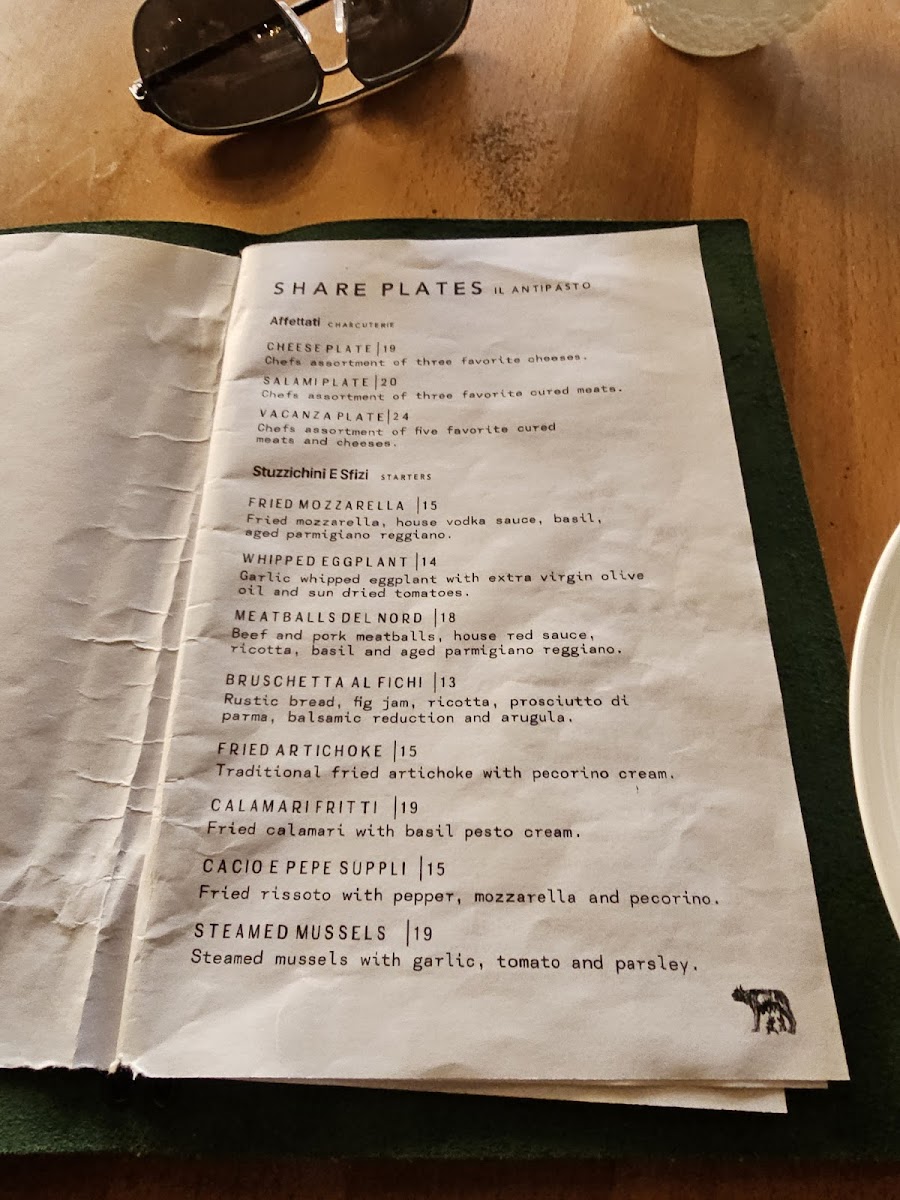 SHARE PLATES IL ANTIPASTO
Affettati CHARCUTERIE
CHEESE PLATE |19
Chefs assortment of three favorite cheeses.
SALAMI PLATE |20
Chefs assortment of three favorite cured meats.
VACANZA PLATE |24
Chefs assortment of five favorite cured
meats and cheeses.
Stuzzichini E Sfizi STARTERS
FRIED MOZZARELLA |15
Fried mozzarella, house vodka sauce, basil,
aged parmigiano reggiano.
WHIPPED EGGPLANT |14
Garlic whipped eggplant with extra virgin olive
oil and sun dried tomatoes.
MEATBALLS DEL NORD |18
Beef and pork meatballs, house red sauce,
ricotta, basil and aged parmigiano reggiano.
BRUSCHETTA AL FICHI |13
Rustic bread, fig jam, ricotta, prosciutto di
parma, balsamic reduction and arugula.
FRIED ARTICHOKE |15
Traditional fried artichoke with pecorino cream.
CALAMARI FRITTI |19
Fried calamari with basil pesto cream.
CACIO E PEPE SUPPLI |15
Fried rissoto with pepper, mozzarella and pecorino.
STEAMED MUSSELS |19
Steamed mussels with garlic, tomato and parsley.